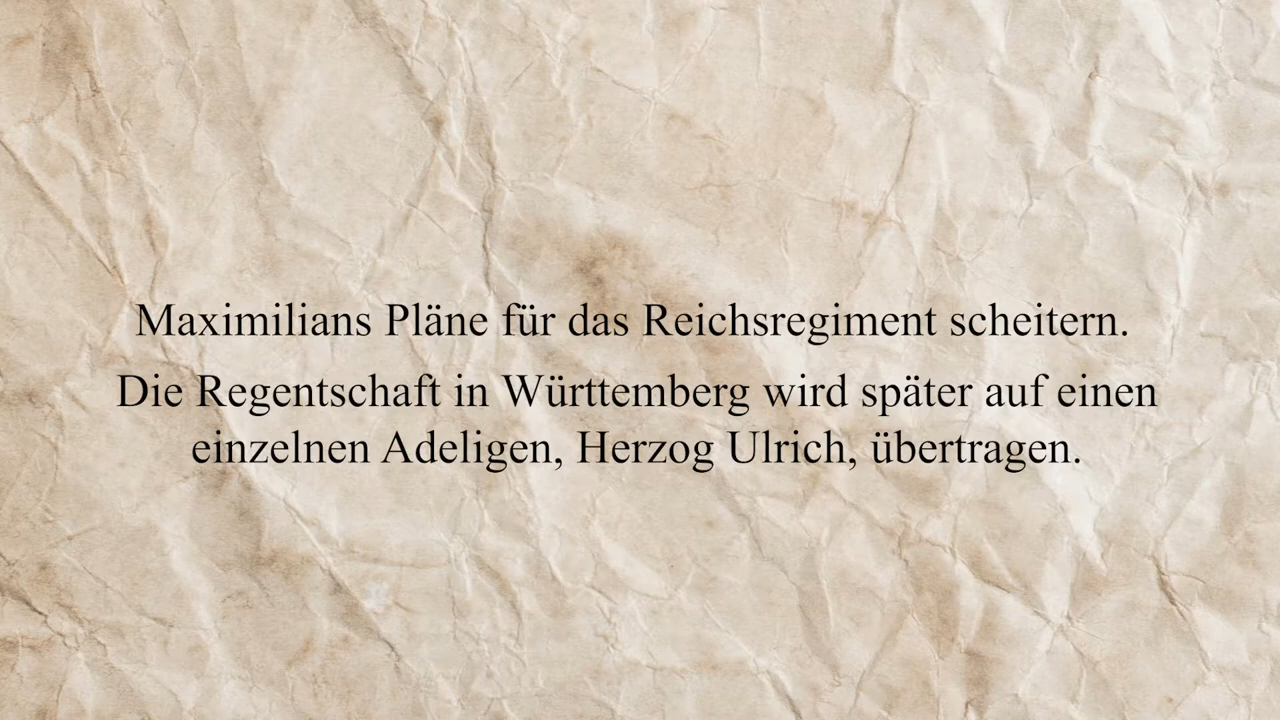 Maximilians Pläne für das Reichsregiment scheitern.
Die Regentschaft in Württemberg wird später auf einen
einzelnen Adeligen, Herzog Ulrich, übertragen.